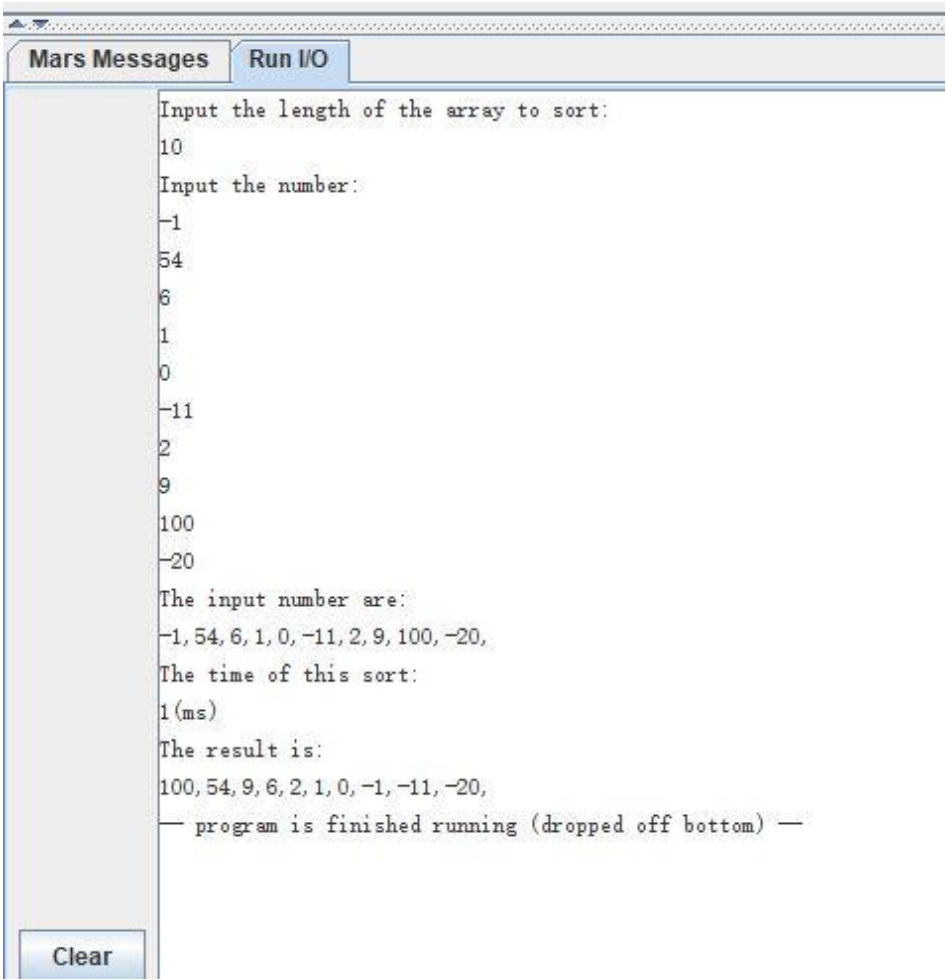 Mars Messages Run I/O
Input the length of the array to sort:
10
Input the number:
-1
54
6
1
0
-11
2
9
100
-20
The input number are:
-1, 54, 6, 1, 0, -11, 2, 9, 100, -20,
The time of this sort:
1(ms)
The result is:
100, 54, 9, 6, 2, 1, 0, -1, -11, -20,
— program is finished running (dropped off bottom) —
Clear